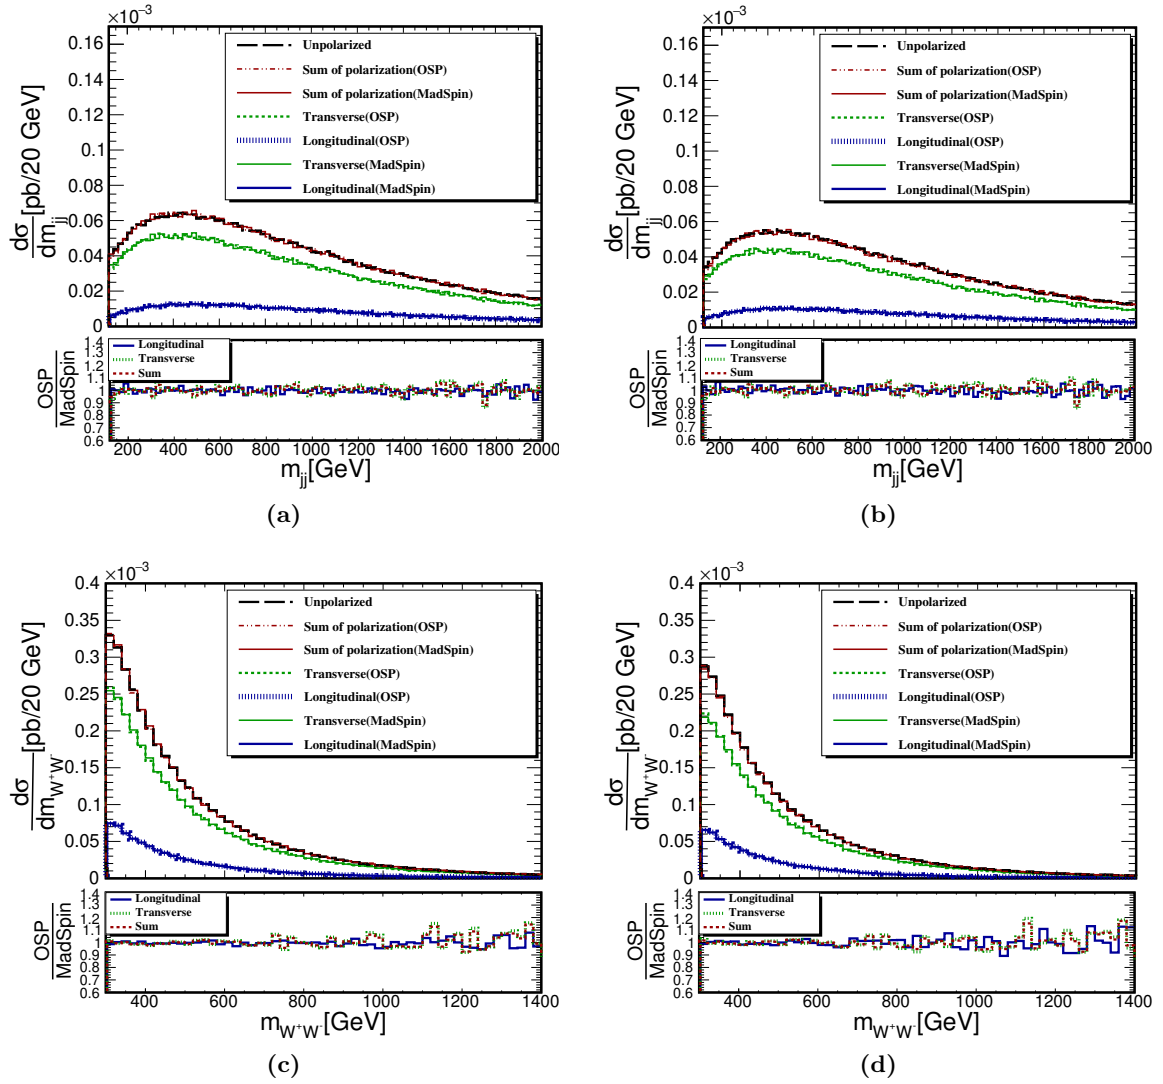 ×10⁻³
0.16
0.14
0.12
0.1
0.08
0.06
0.04
0.02
0
dσ/dm_jj [pb/20 GeV]
Unpolarized
Sum of polarization(OSP)
Sum of polarization(MadSpin)
Transverse(OSP)
Longitudinal(OSP)
Transverse(MadSpin)
Longitudinal(MadSpin)
OSP/MadSpin
1.4
1.3
1.2
1.1
1
0.9
0.8
0.7
0.6
Longitudinal
Transverse
Sum
200 400 600 800 1000 1200 1400 1600 1800 2000
m_jj[GeV]
(a)
×10⁻³
0.16
0.14
0.12
0.1
0.08
0.06
0.04
0.02
0
dσ/dm_jj [pb/20 GeV]
Unpolarized
Sum of polarization(OSP)
Sum of polarization(MadSpin)
Transverse(OSP)
Longitudinal(OSP)
Transverse(MadSpin)
Longitudinal(MadSpin)
OSP/MadSpin
1.4
1.3
1.2
1.1
1
0.9
0.8
0.7
0.6
Longitudinal
Transverse
Sum
200 400 600 800 1000 1200 1400 1600 1800 2000
m_jj[GeV]
(b)
×10⁻³
0.4
0.35
0.3
0.25
0.2
0.15
0.1
0.05
0
dσ/dm_W⁺W⁻ [pb/20 GeV]
Unpolarized
Sum of polarization(OSP)
Sum of polarization(MadSpin)
Transverse(OSP)
Longitudinal(OSP)
Transverse(MadSpin)
Longitudinal(MadSpin)
OSP/MadSpin
1.4
1.3
1.2
1.1
1
0.9
0.8
0.7
0.6
Longitudinal
Transverse
Sum
400 600 800 1000 1200 1400
m_W⁺W⁻[GeV]
(c)
×10⁻³
0.4
0.35
0.3
0.25
0.2
0.15
0.1
0.05
0
dσ/dm_W⁺W⁻ [pb/20 GeV]
Unpolarized
Sum of polarization(OSP)
Sum of polarization(MadSpin)
Transverse(OSP)
Longitudinal(OSP)
Transverse(MadSpin)
Longitudinal(MadSpin)
OSP/MadSpin
1.4
1.3
1.2
1.1
1
0.9
0.8
0.7
0.6
Longitudinal
Transverse
Sum
400 600 800 1000 1200 1400
m_W⁺W⁻[GeV]
(d)